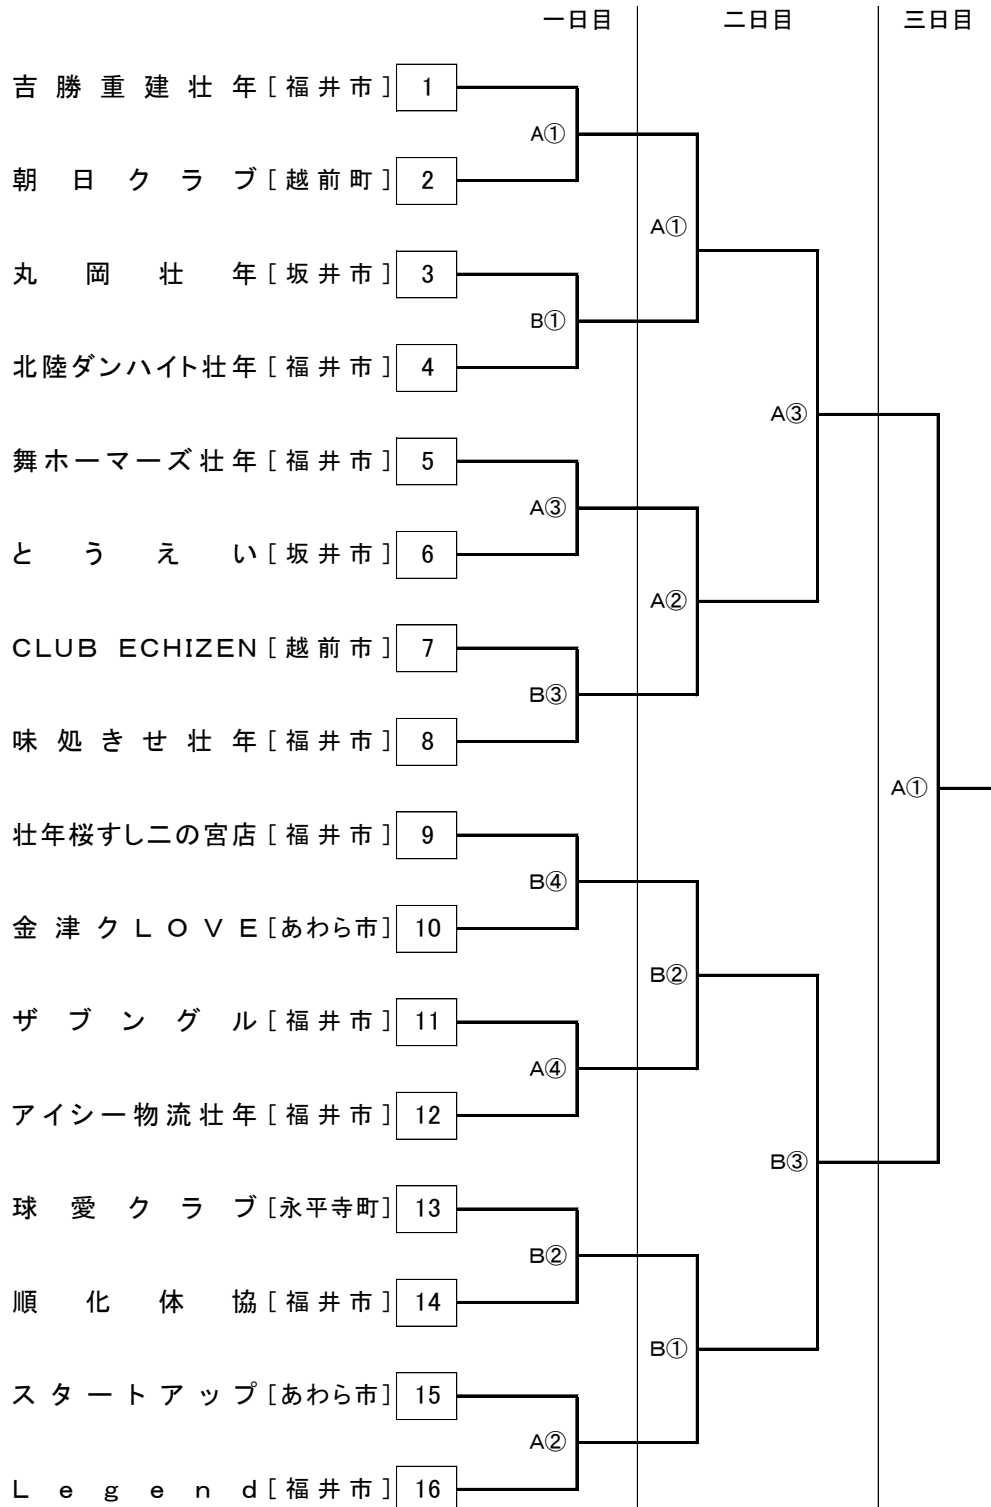 一日目 二日目 三日目
吉勝重建壮年[福井市] 1
A①
朝日クラブ[越前町] 2
A①
丸岡壮年[坂井市] 3
B①
北陸ダンハイト壮年[福井市] 4
A③
舞ホーマーズ壮年[福井市] 5
A③
とうえい[坂井市] 6
A②
CLUB ECHIZEN[越前市] 7
B③
味処きせ壮年[福井市] 8
A①
壮年桜すし二の宮店[福井市] 9
B④
金津クLOVE[あわら市] 10
B②
ザブングル[福井市] 11
A④
アイシー物流壮年[福井市] 12
B③
球愛クラブ[永平寺町] 13
B②
順化体協[福井市] 14
B①
スタートアップ[あわら市] 15
A②
Legend[福井市] 16